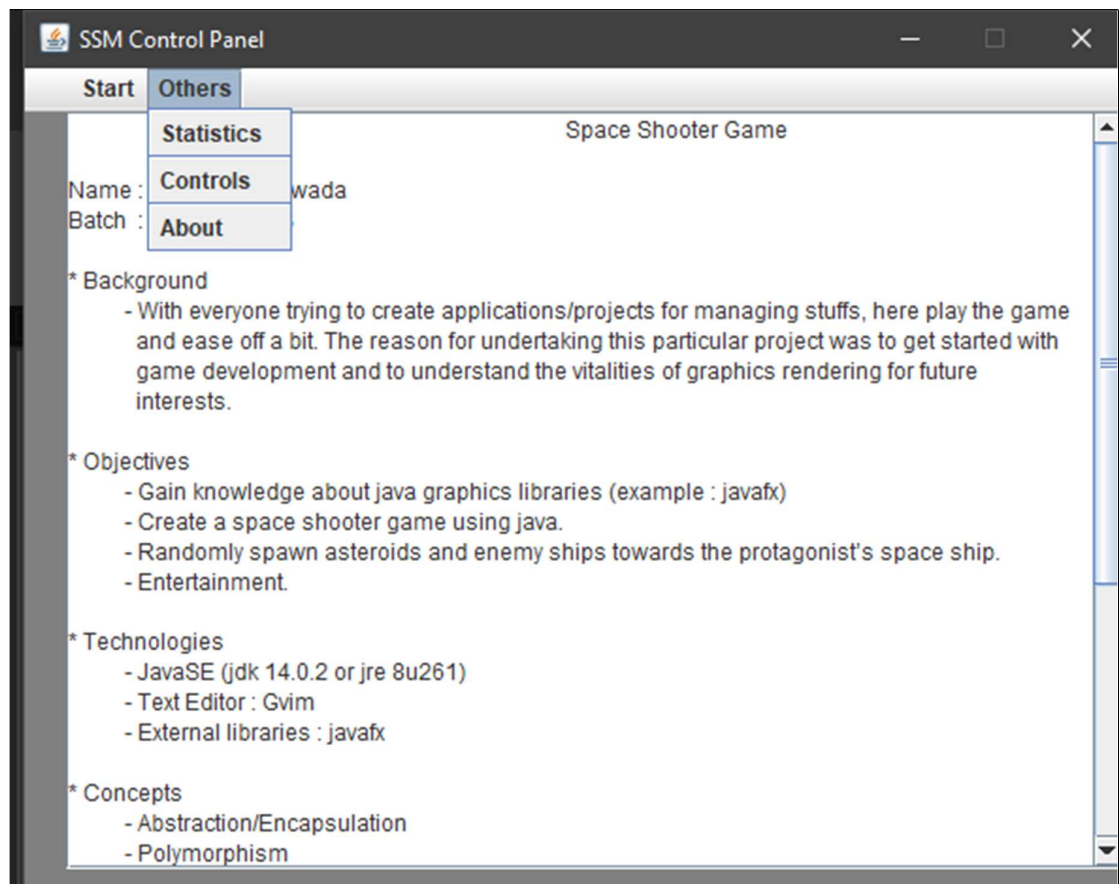 SSM Control Panel
Start Others
Statistics
Controls
About
Space Shooter Game
Name : wada
Batch :
* Background
- With everyone trying to create applications/projects for managing stuffs, here play the game
and ease off a bit. The reason for undertaking this particular project was to get started with
game development and to understand the vitalities of graphics rendering for future
interests.
* Objectives
- Gain knowledge about java graphics libraries (example : javafx)
- Create a space shooter game using java.
- Randomly spawn asteroids and enemy ships towards the protagonist's space ship.
- Entertainment.
* Technologies
- JavaSE (jdk 14.0.2 or jre 8u261)
- Text Editor : Gvim
- External libraries : javafx
* Concepts
- Abstraction/Encapsulation
- Polymorphism